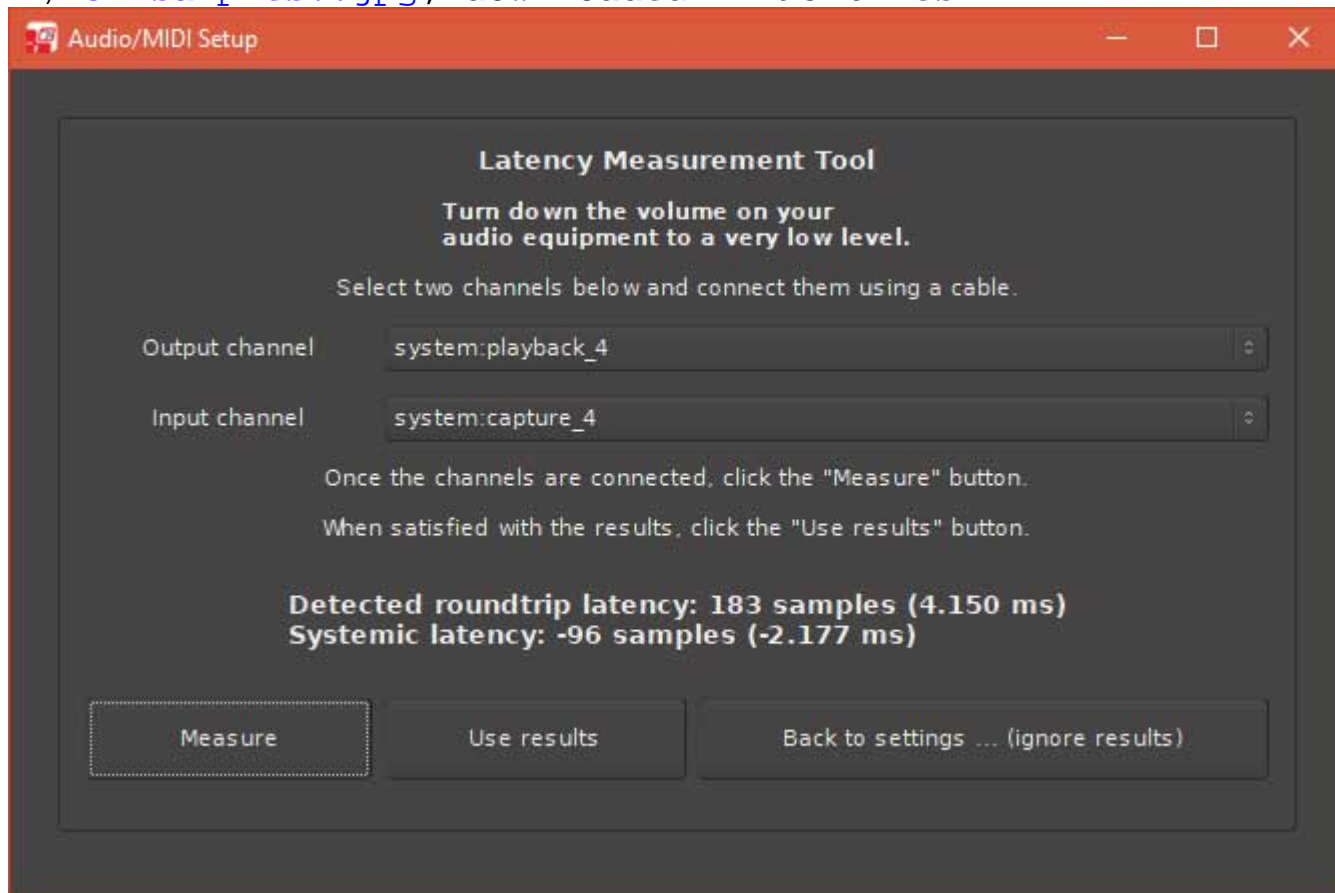 Audio/MIDI Setup
Latency Measurement Tool
Turn down the volume on your
audio equipment to a very low level.
Select two channels below and connect them using a cable.
Output channel system:playback_4
Input channel system:capture_4
Once the channels are connected, click the "Measure" button.
When satisfied with the results, click the "Use results" button.
Detected roundtrip latency: 183 samples (4.150 ms)
Systemic latency: -96 samples (-2.177 ms)
Measure Use results Back to settings ... (ignore results)